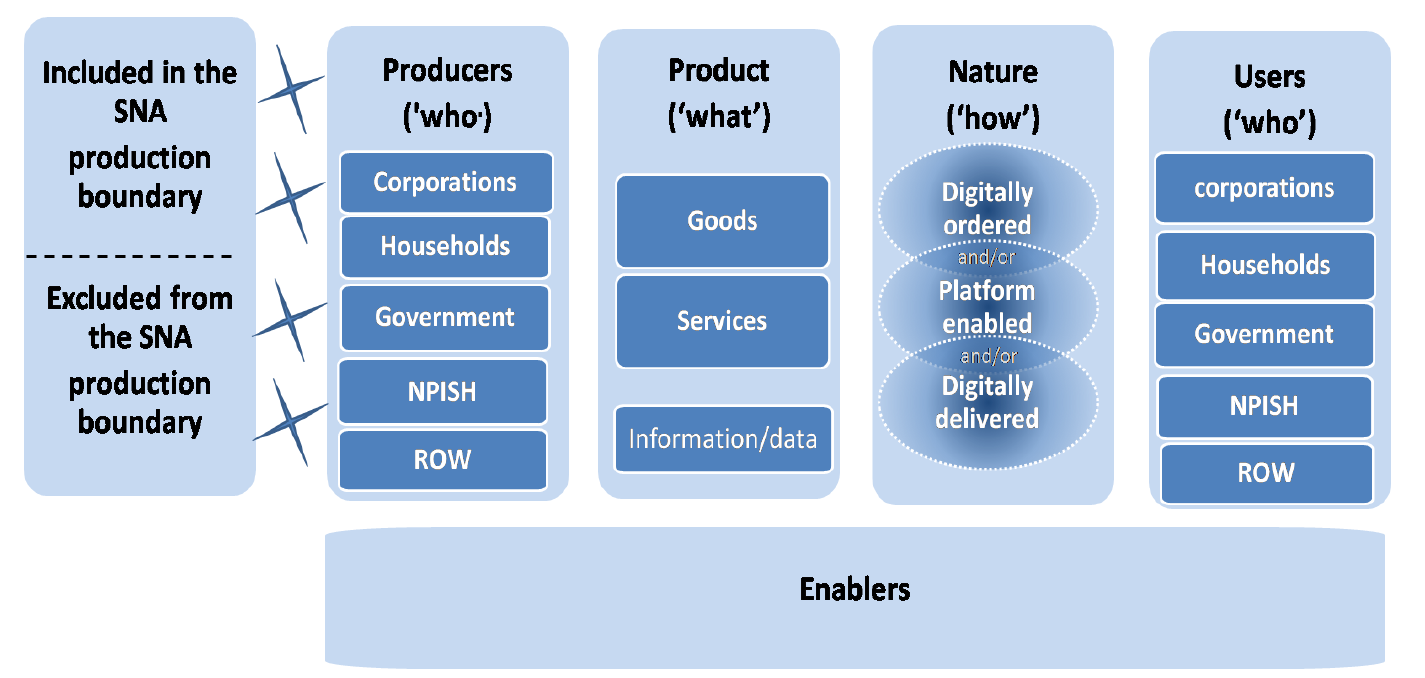 Included in the
SNA
production
boundary
Excluded from
the SNA
production
boundary
Producers
('who')
Corporations
Households
Government
NPISH
ROW
Product
(‘what’)
Goods
Services
Information/data
Nature
(‘how’)
Digitally
ordered
and/or
Platform
enabled
and/or
Digitally
delivered
Users
(‘who’)
corporations
Households
Government
NPISH
ROW
Enablers